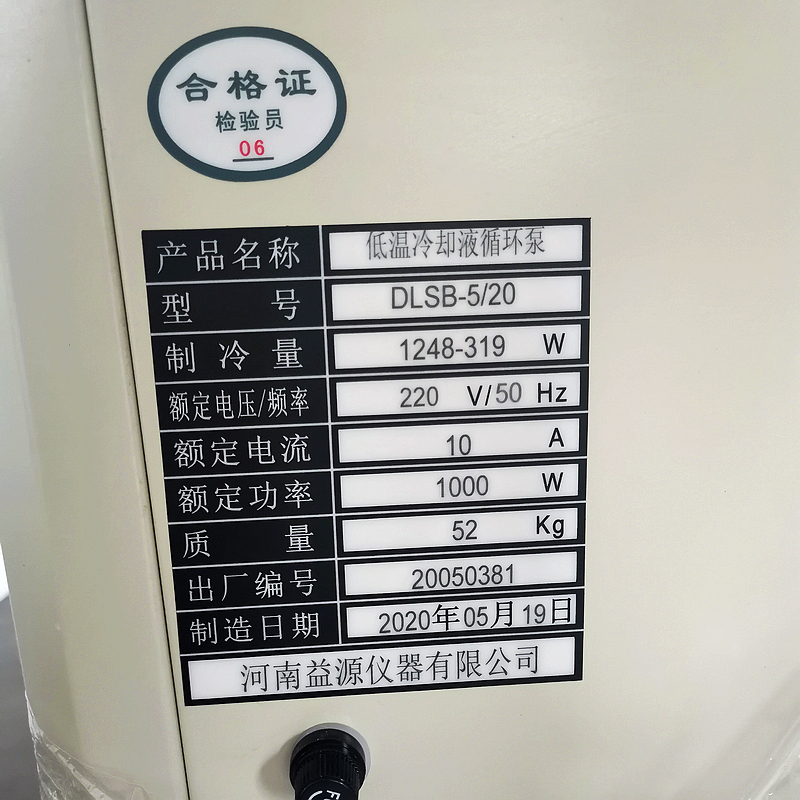 合格证
检验员
06
产品名称 低温冷却液循环泵
型 号 DLSB-5/20
制冷量 1248-319 W
额定电压/频率 220 V/50 Hz
额定电流 10 A
额定功率 1000 W
质 量 52 Kg
出厂编号 20050381
制造日期 2020年05月19日
河南益源仪器有限公司